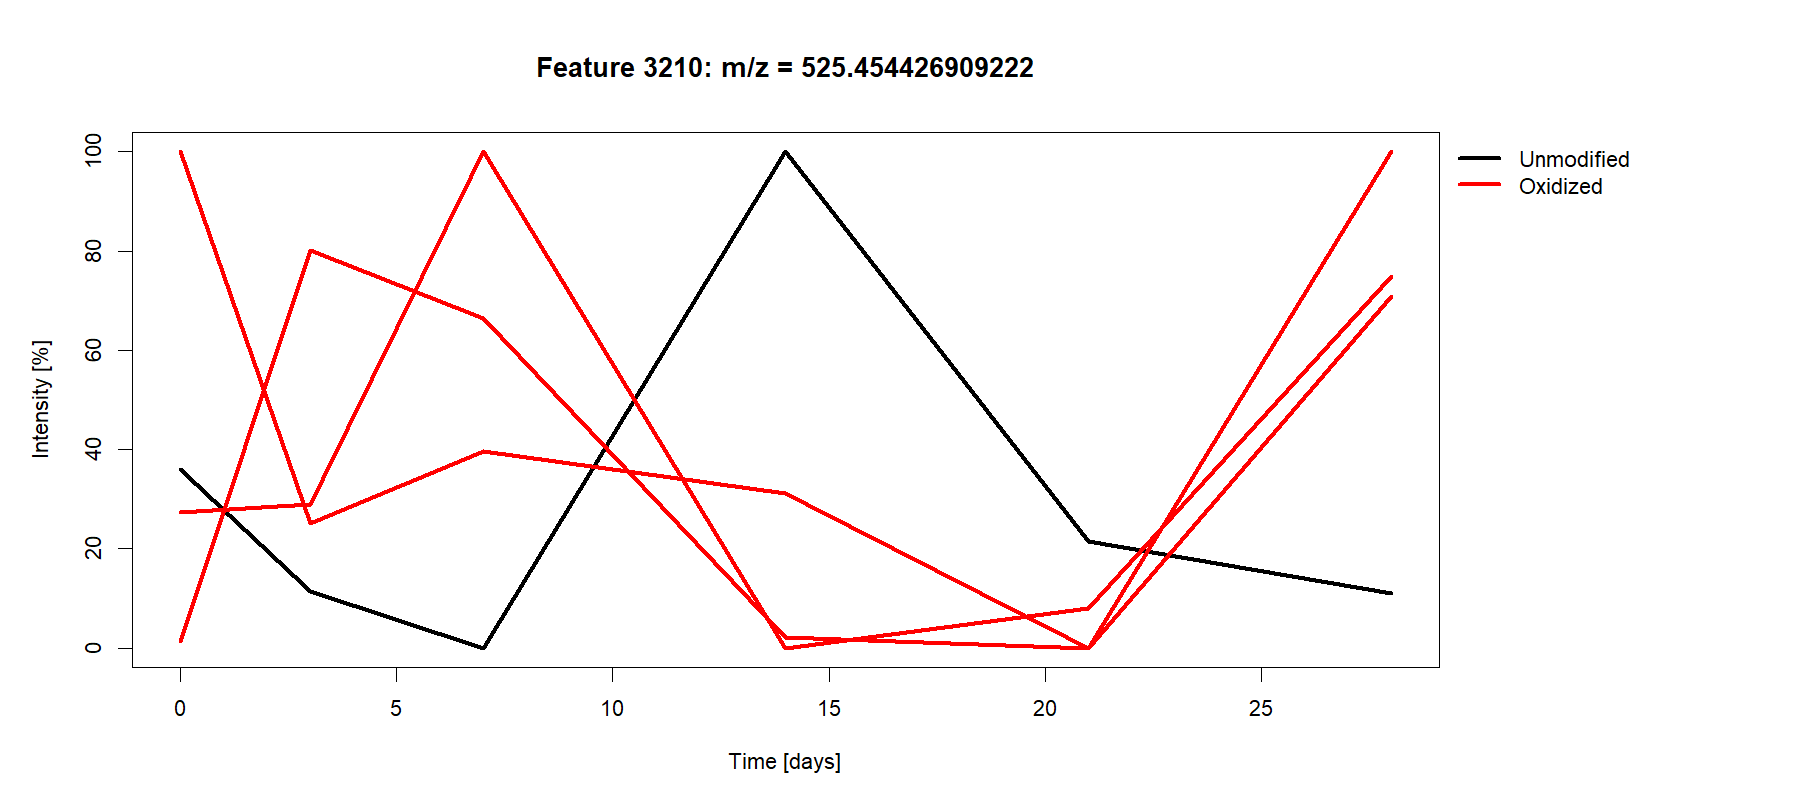 Feature 3210: m/z = 525.454426909222
Unmodified
Oxidized
Intensity [%]
100
80
60
40
20
0
0 5 10 15 20 25
Time [days]